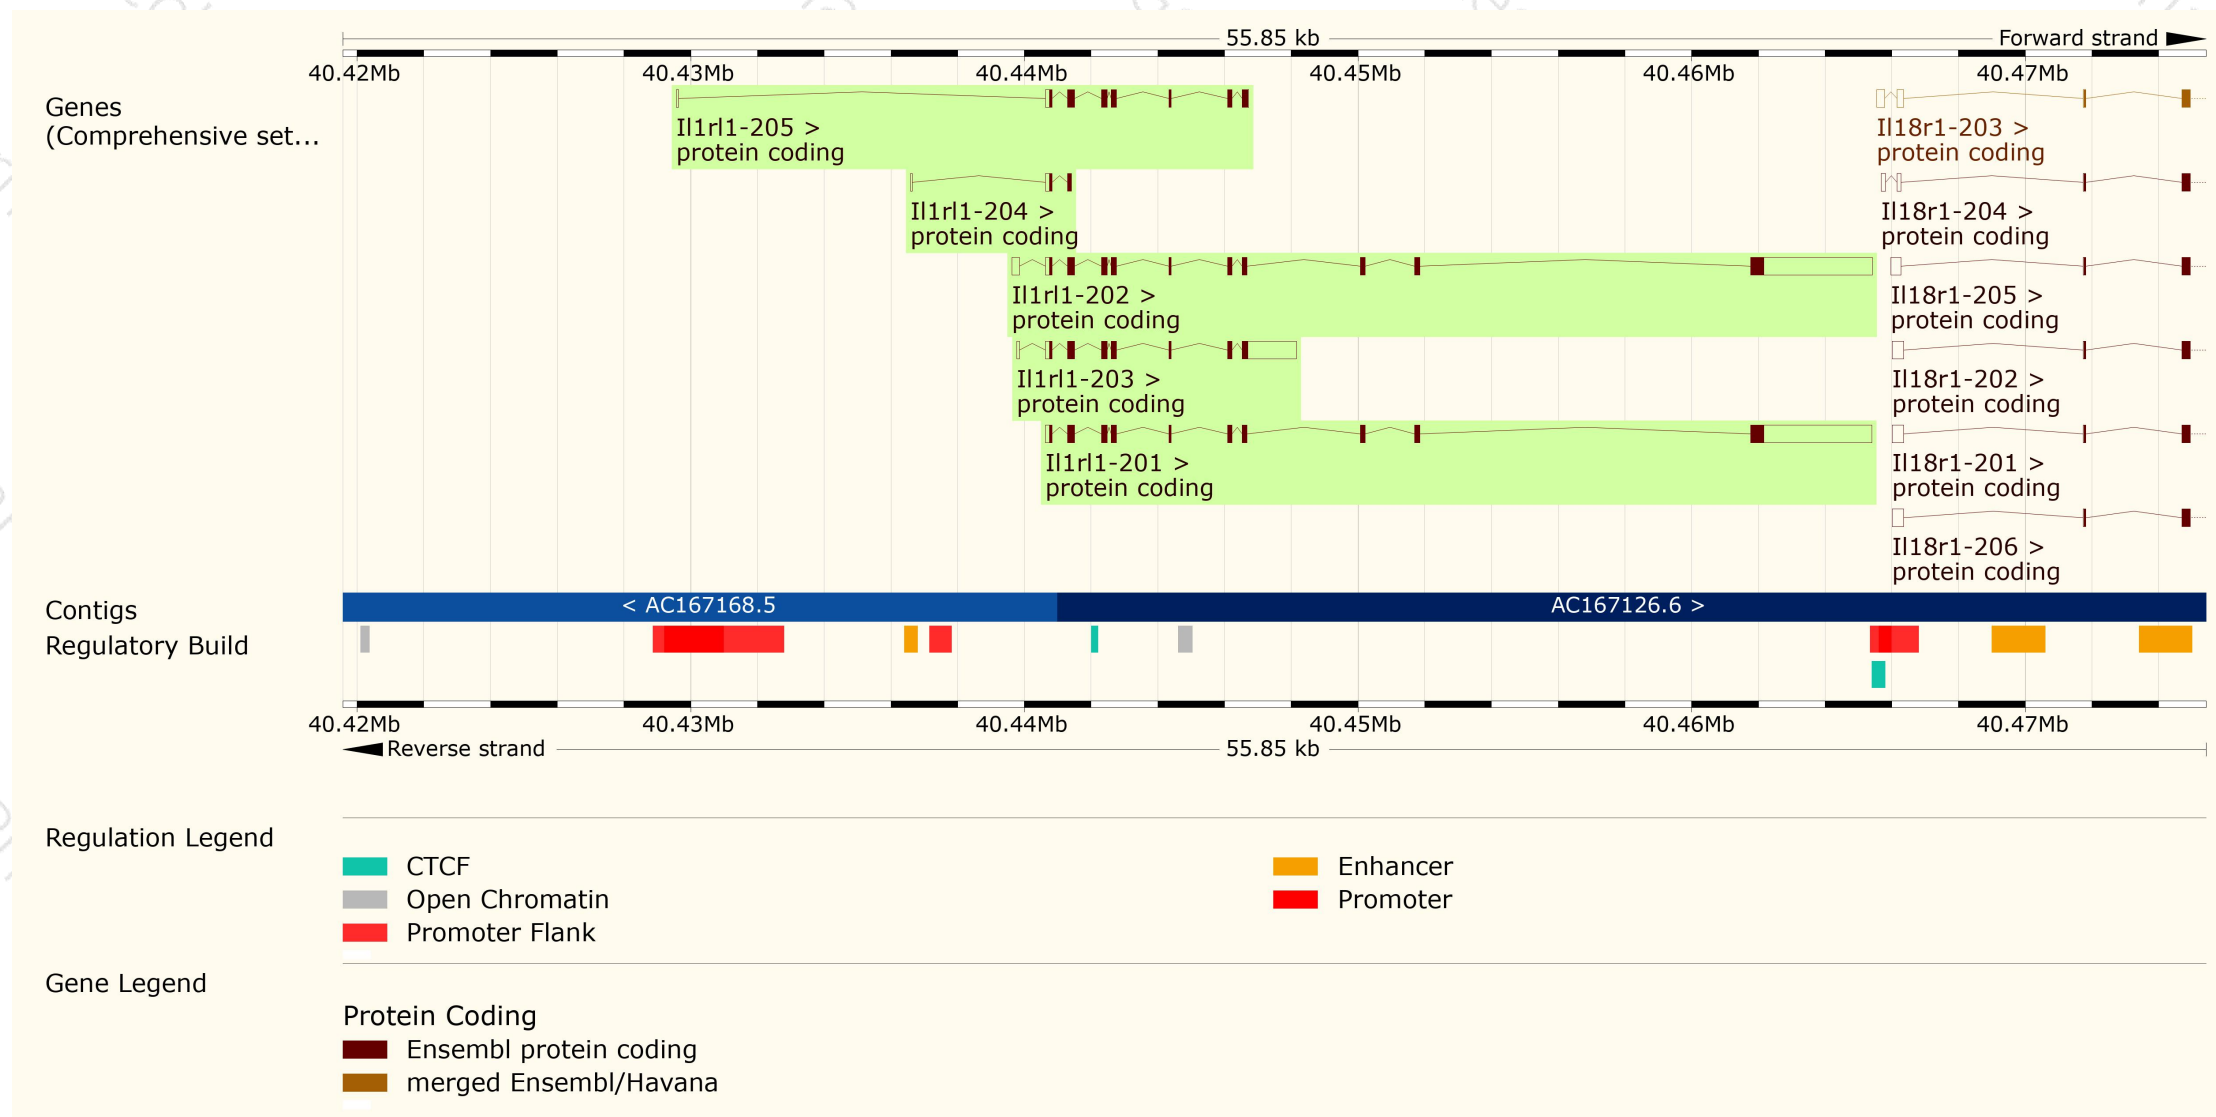 55.85 kb
Forward strand
40.42Mb 40.43Mb 40.44Mb 40.45Mb 40.46Mb 40.47Mb
Genes
(Comprehensive set...
Il1rl1-205 >
protein coding
Il18r1-203 >
protein coding
Il1rl1-204 >
protein coding
Il18r1-204 >
protein coding
Il1rl1-202 >
protein coding
Il18r1-205 >
protein coding
Il1rl1-203 >
protein coding
Il18r1-202 >
protein coding
Il1rl1-201 >
protein coding
Il18r1-201 >
protein coding
Il18r1-206 >
protein coding
Contigs
< AC167168.5
AC167126.6 >
Regulatory Build
40.42Mb 40.43Mb 40.44Mb 40.45Mb 40.46Mb 40.47Mb
Reverse strand
55.85 kb
Regulation Legend
CTCF
Enhancer
Open Chromatin
Promoter
Promoter Flank
Gene Legend
Protein Coding
Ensembl protein coding
merged Ensembl/Havana